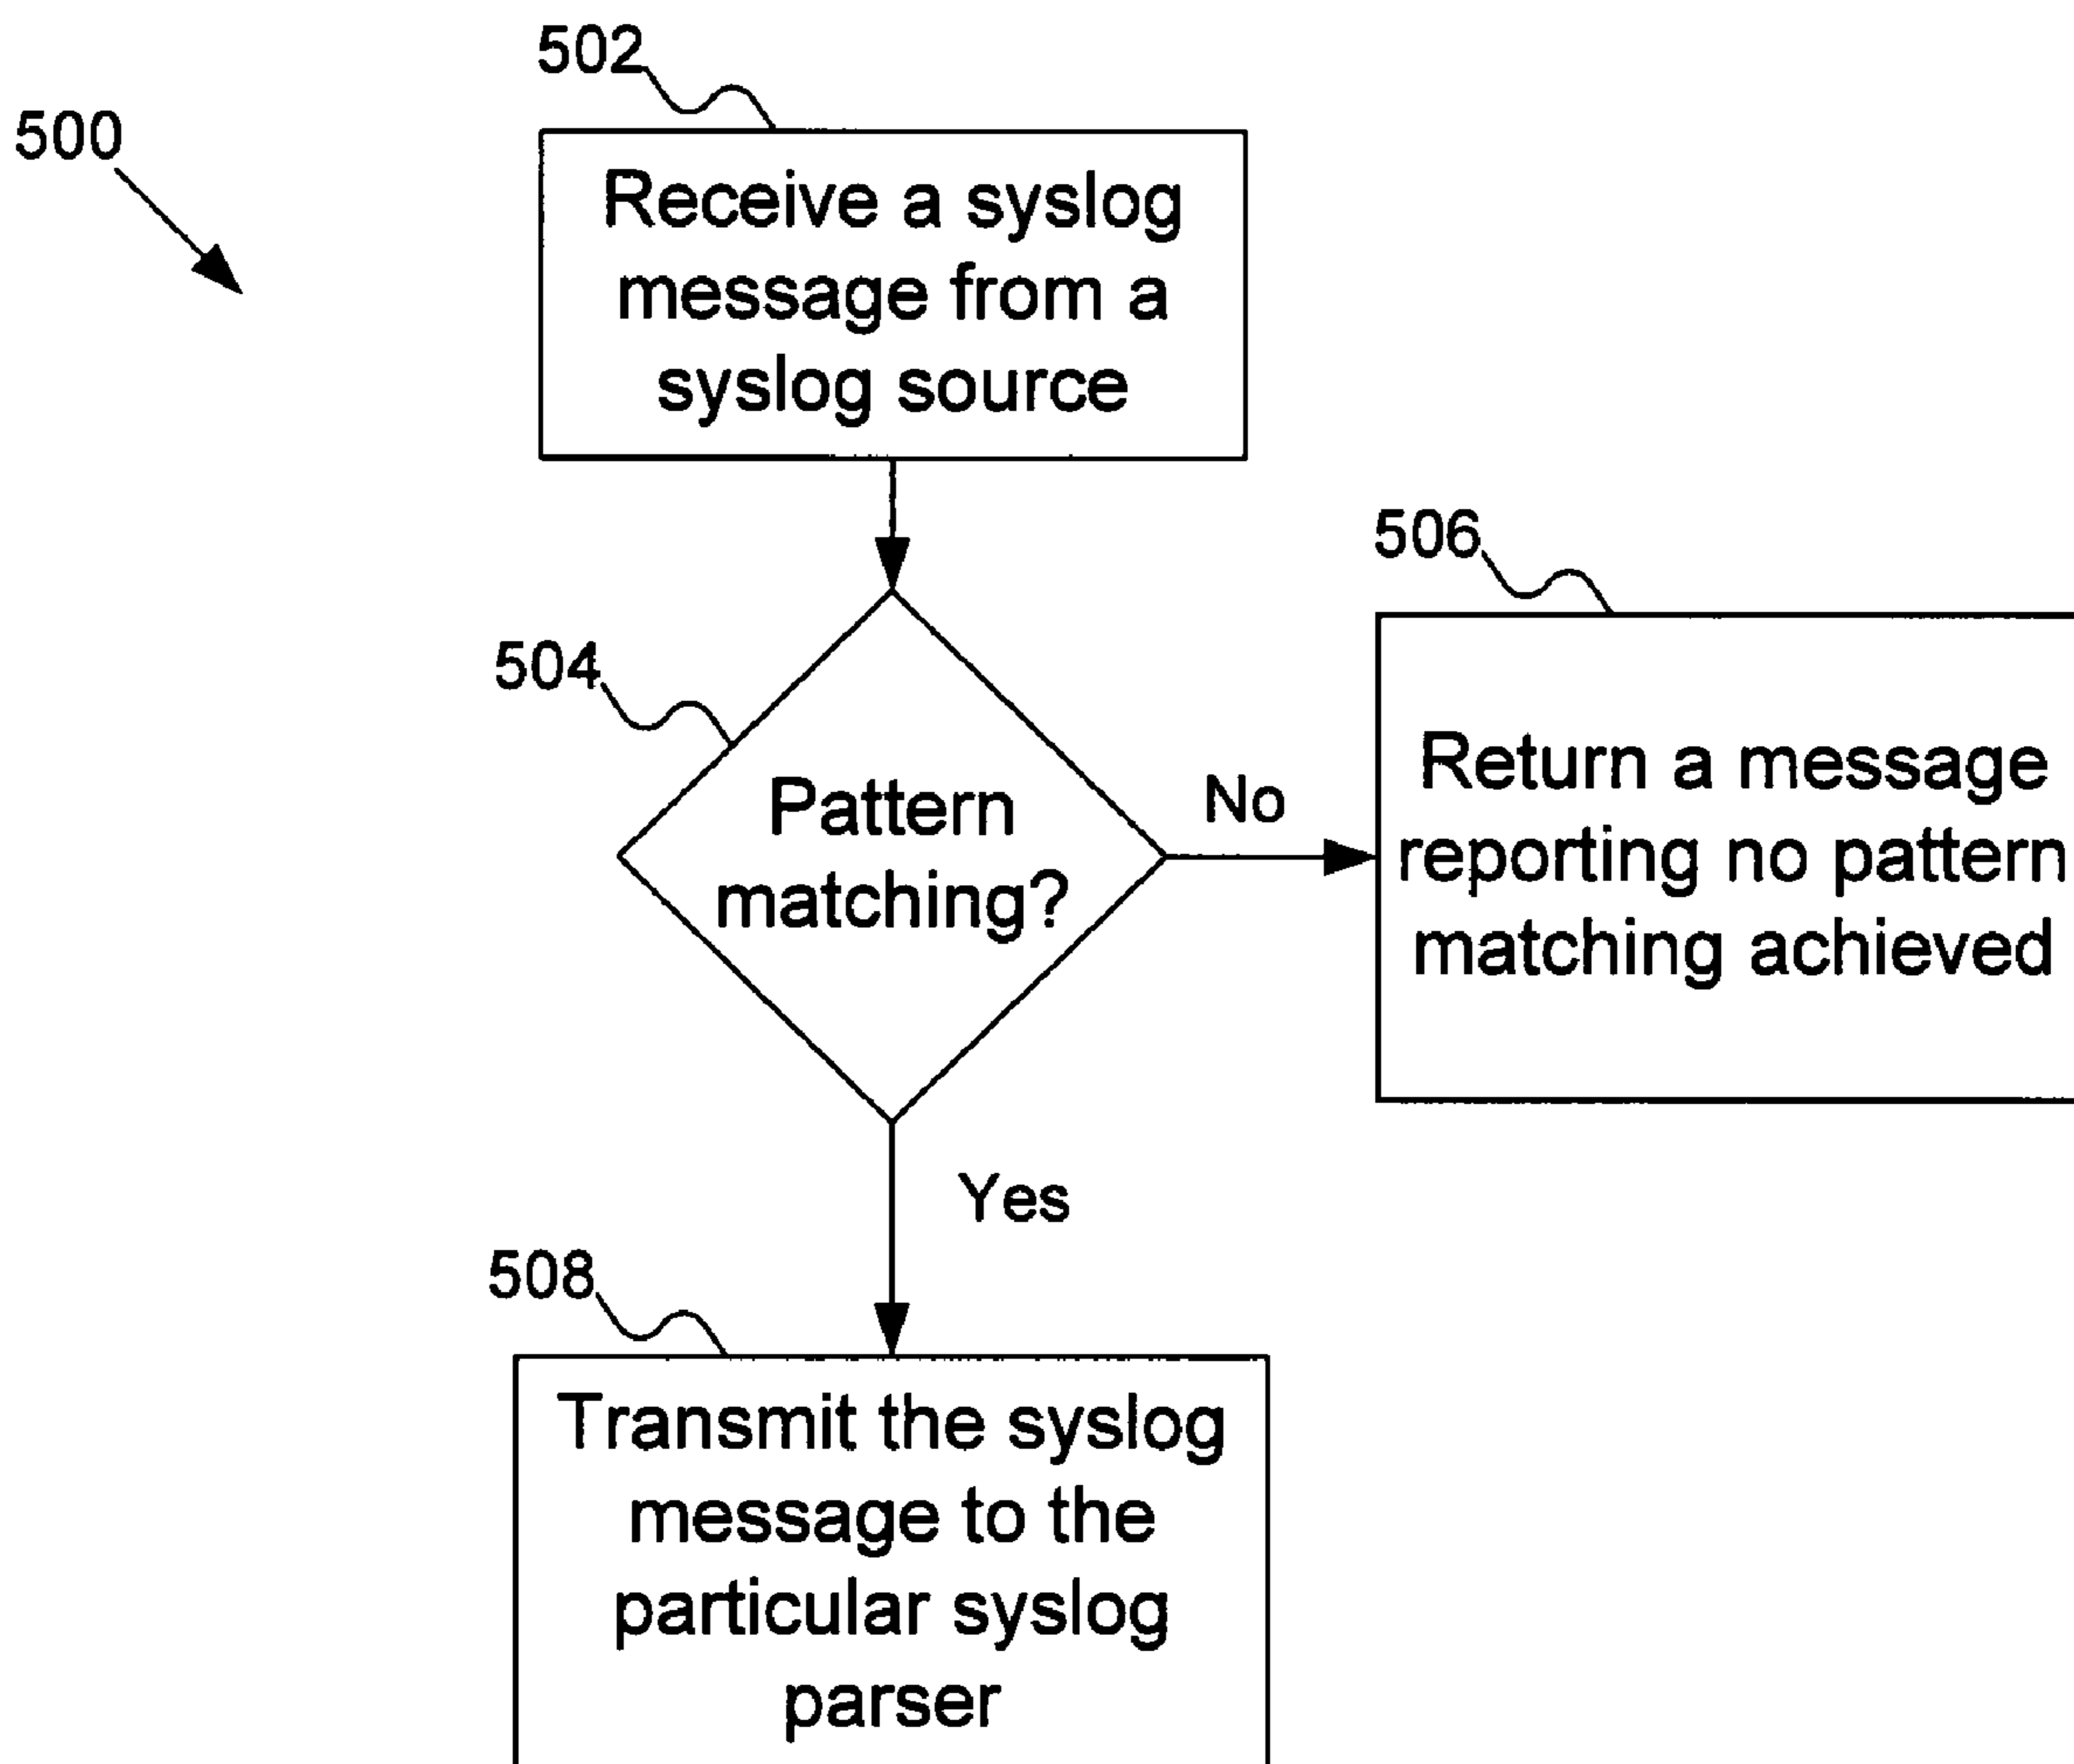 502
500
Receive a syslog
message from a
syslog source
504
Pattern
matching?
No
506
Return a message
reporting no pattern
matching achieved
Yes
508
Transmit the syslog
message to the
particular syslog
parser